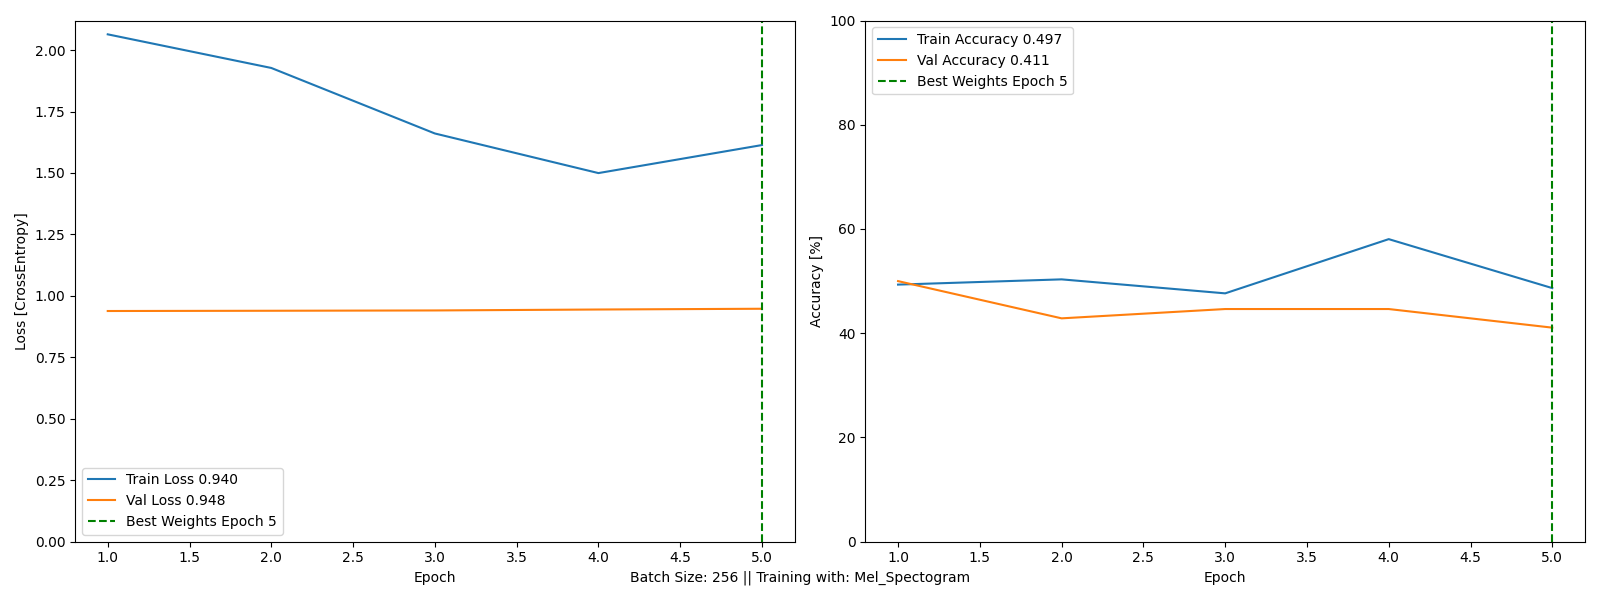 Loss [CrossEntropy]
2.00
1.75
1.50
1.25
1.00
0.75
0.50
0.25
0.00
Train Loss 0.940
Val Loss 0.948
Best Weights Epoch 5
1.0 1.5 2.0 2.5 3.0 3.5 4.0 4.5 5.0
Epoch
Accuracy [%]
100
80
60
40
20
0
Train Accuracy 0.497
Val Accuracy 0.411
Best Weights Epoch 5
1.0 1.5 2.0 2.5 3.0 3.5 4.0 4.5 5.0
Epoch
Batch Size: 256 || Training with: Mel_Spectogram